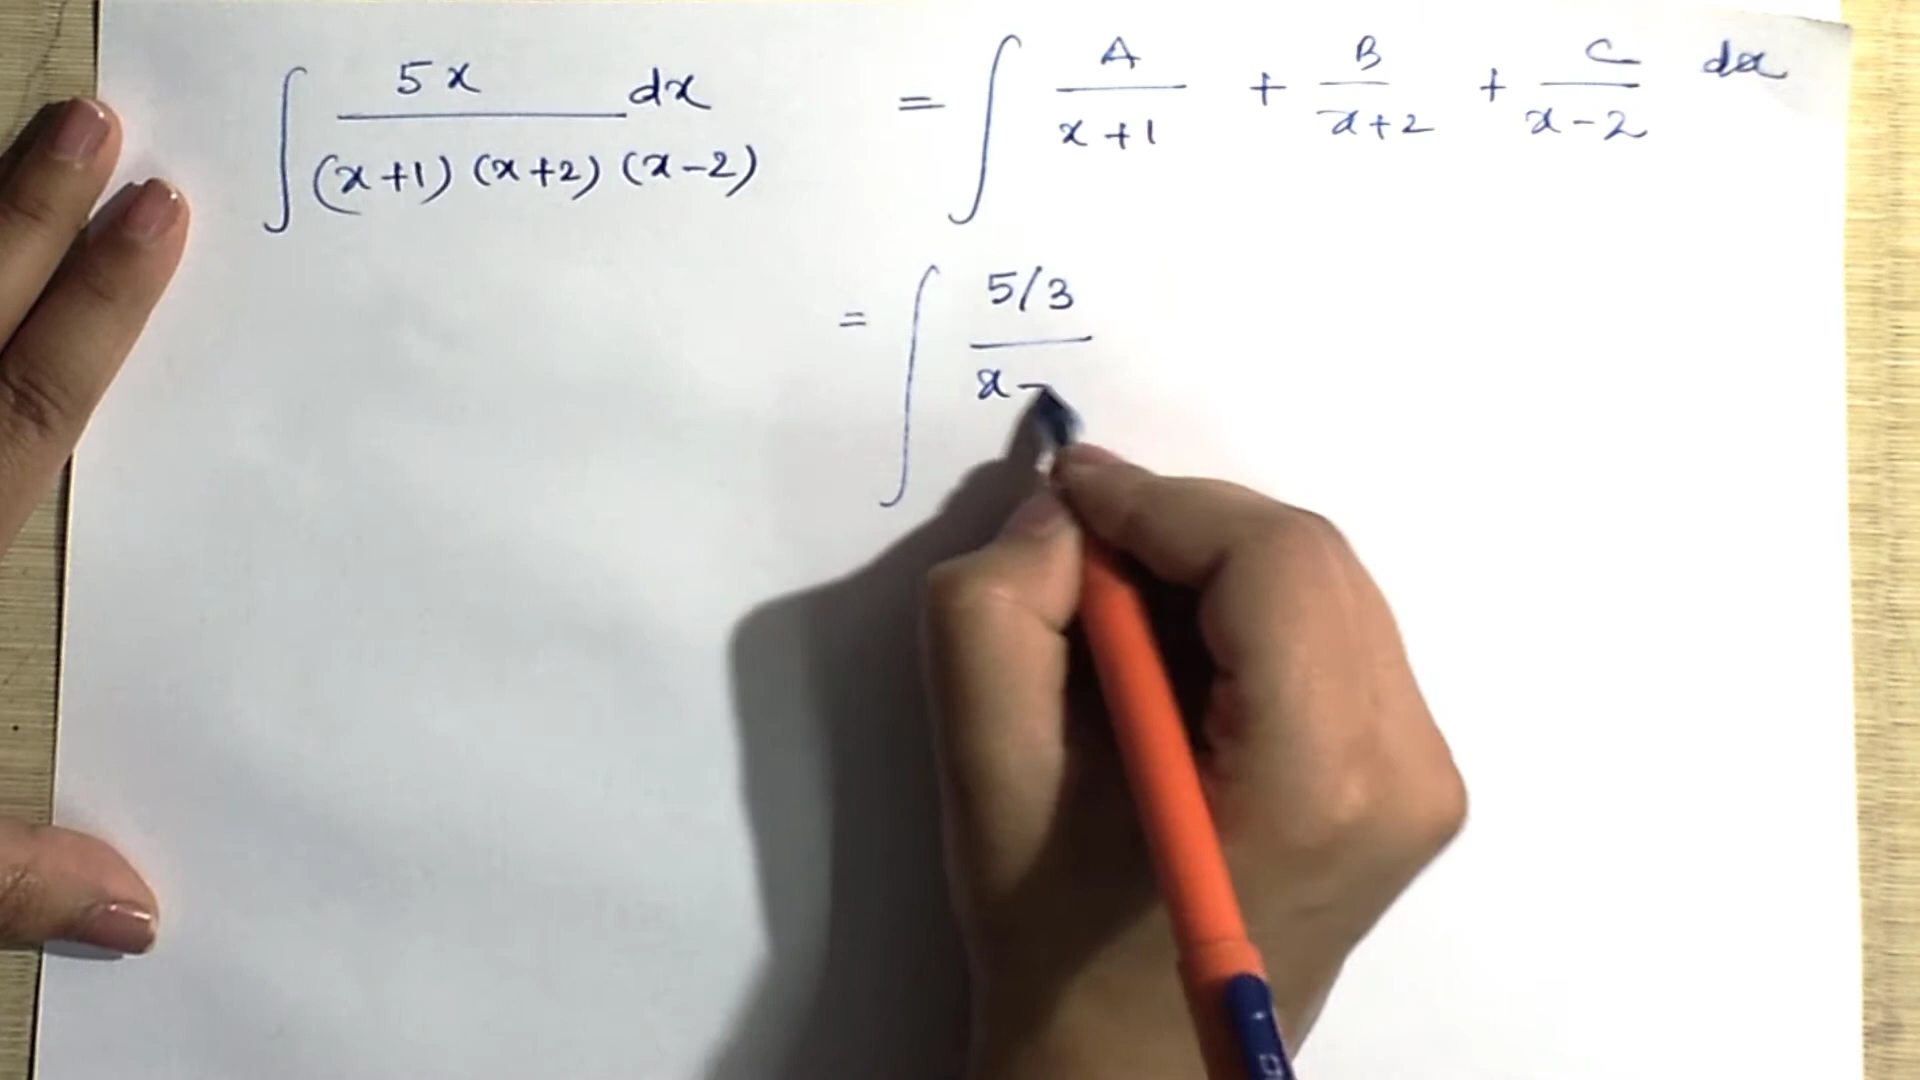 ∫ 5x / (x+1) (x+2) (x-2) dx = ∫ A / x+1 + B / x+2 + C / x-2 dx
= ∫ 5/3 / x -